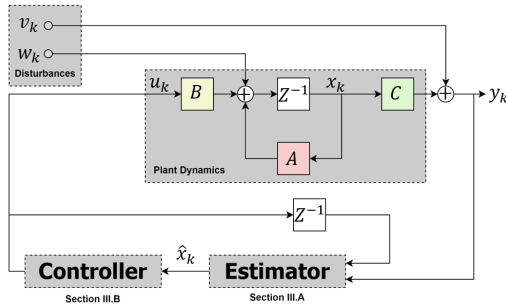 v_k
w_k
Disturbances
u_k
B
Z^{-1}
x_k
C
y_k
A
Plant Dynamics
Z^{-1}
Controller
x̂_k
Estimator
Section III.B
Section III.A